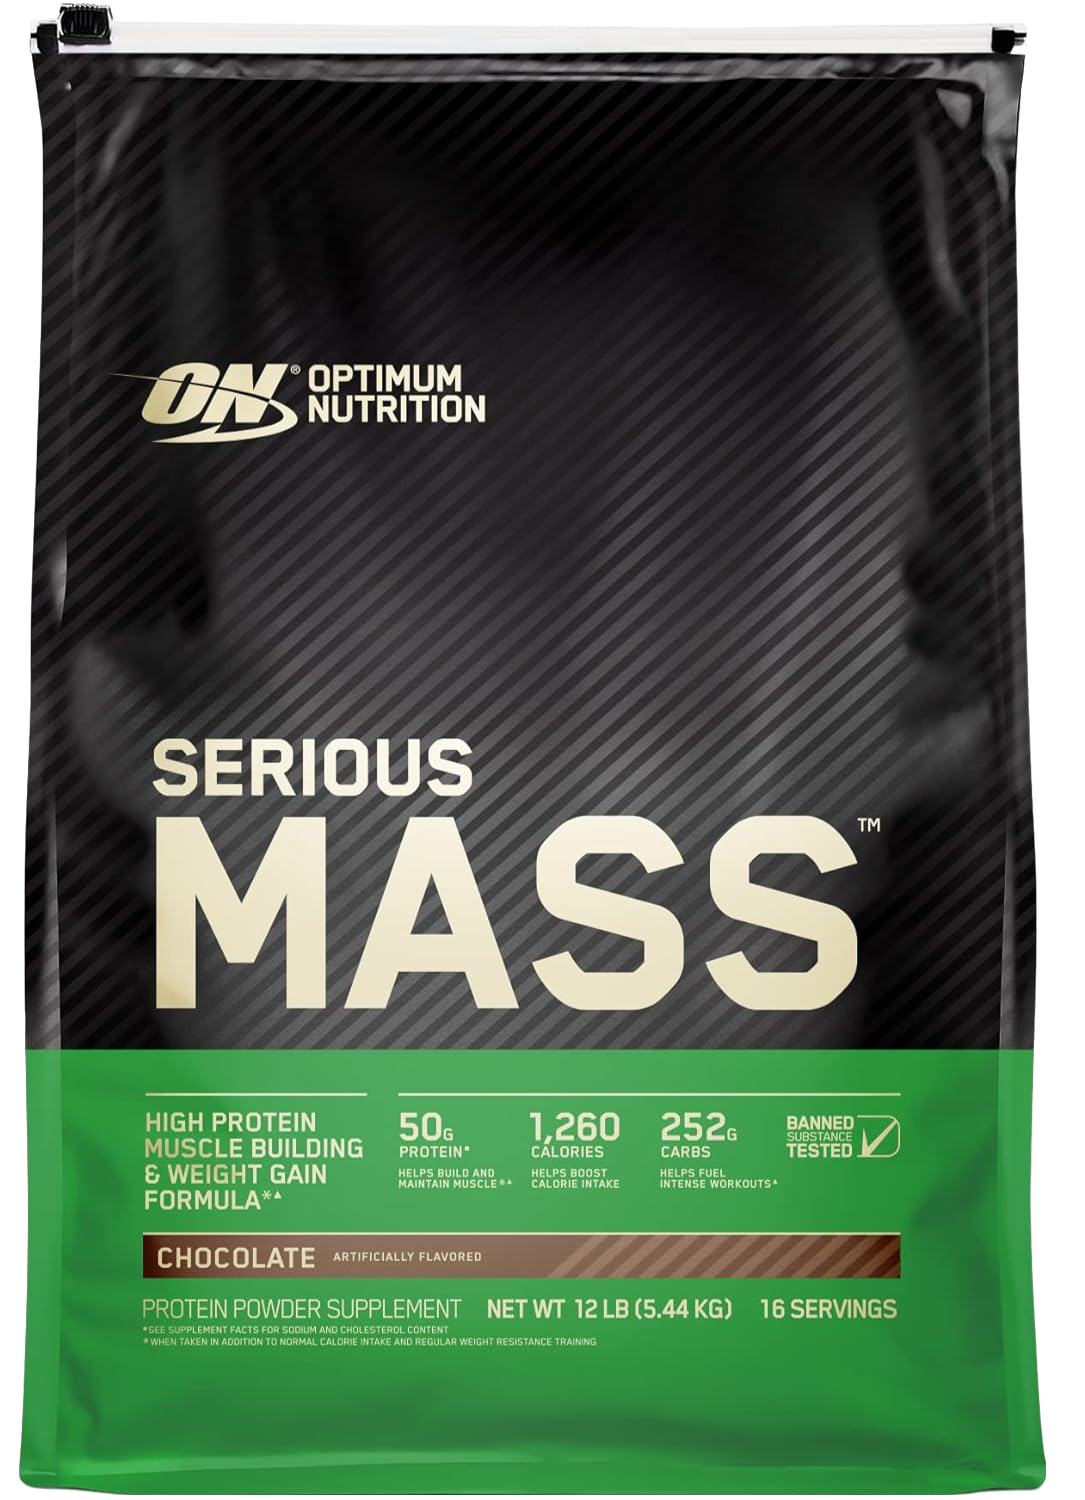 ON® OPTIMUM
NUTRITION
SERIOUS
MASS™
HIGH PROTEIN
MUSCLE BUILDING
& WEIGHT GAIN
FORMULA*▲
50G
PROTEIN*
HELPS BUILD AND
MAINTAIN MUSCLE*▲
1,260
CALORIES
HELPS BOOST
CALORIE INTAKE
252G
CARBS
HELPS FUEL
INTENSE WORKOUTS▲
BANNED
SUBSTANCE
TESTED
CHOCOLATE ARTIFICIALLY FLAVORED
PROTEIN POWDER SUPPLEMENT NET WT 12 LB (5.44 KG) 16 SERVINGS
*SEE SUPPLEMENT FACTS FOR SODIUM AND CHOLESTEROL CONTENT
*WHEN TAKEN IN ADDITION TO NORMAL CALORIE INTAKE AND REGULAR WEIGHT RESISTANCE TRAINING